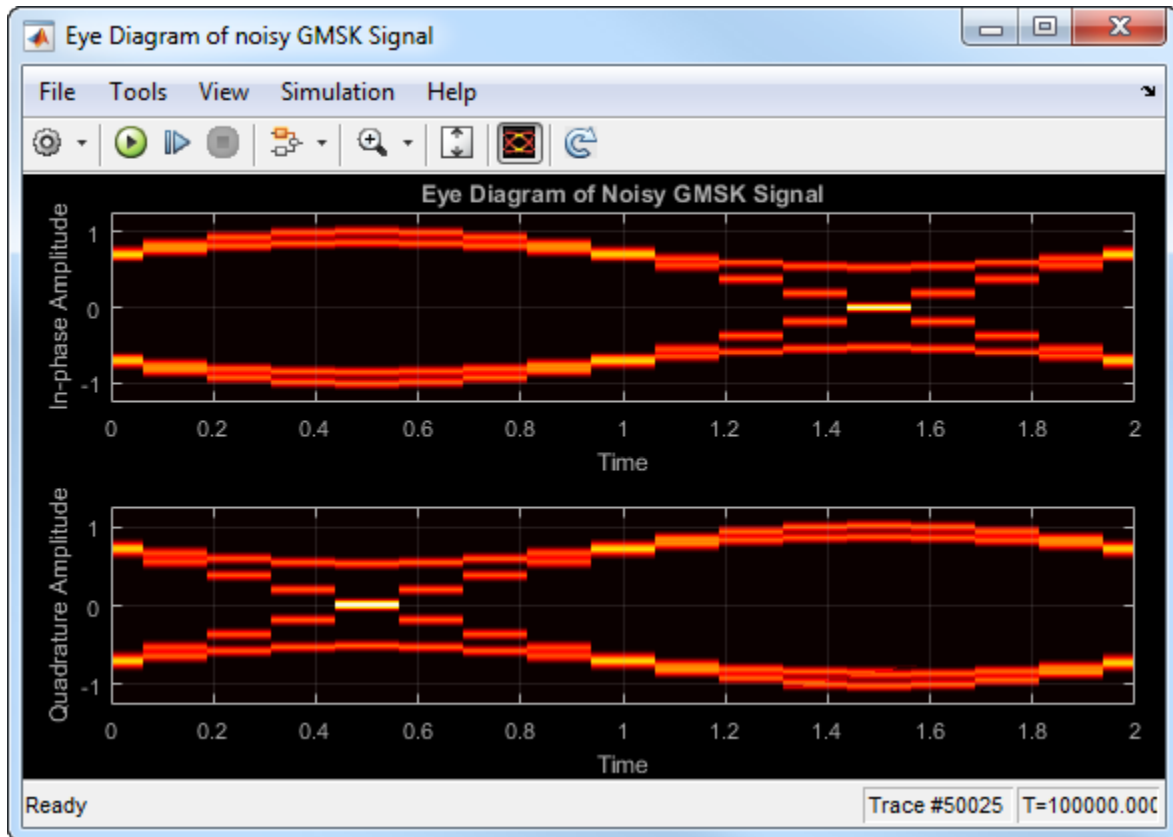 Eye Diagram of noisy GMSK Signal
File Tools View Simulation Help
Eye Diagram of Noisy GMSK Signal
In-phase Amplitude
1
0
-1
0 0.2 0.4 0.6 0.8 1 1.2 1.4 1.6 1.8 2
Time
Quadrature Amplitude
1
0
-1
0 0.2 0.4 0.6 0.8 1 1.2 1.4 1.6 1.8 2
Time
Ready Trace #50025 T=100000.000